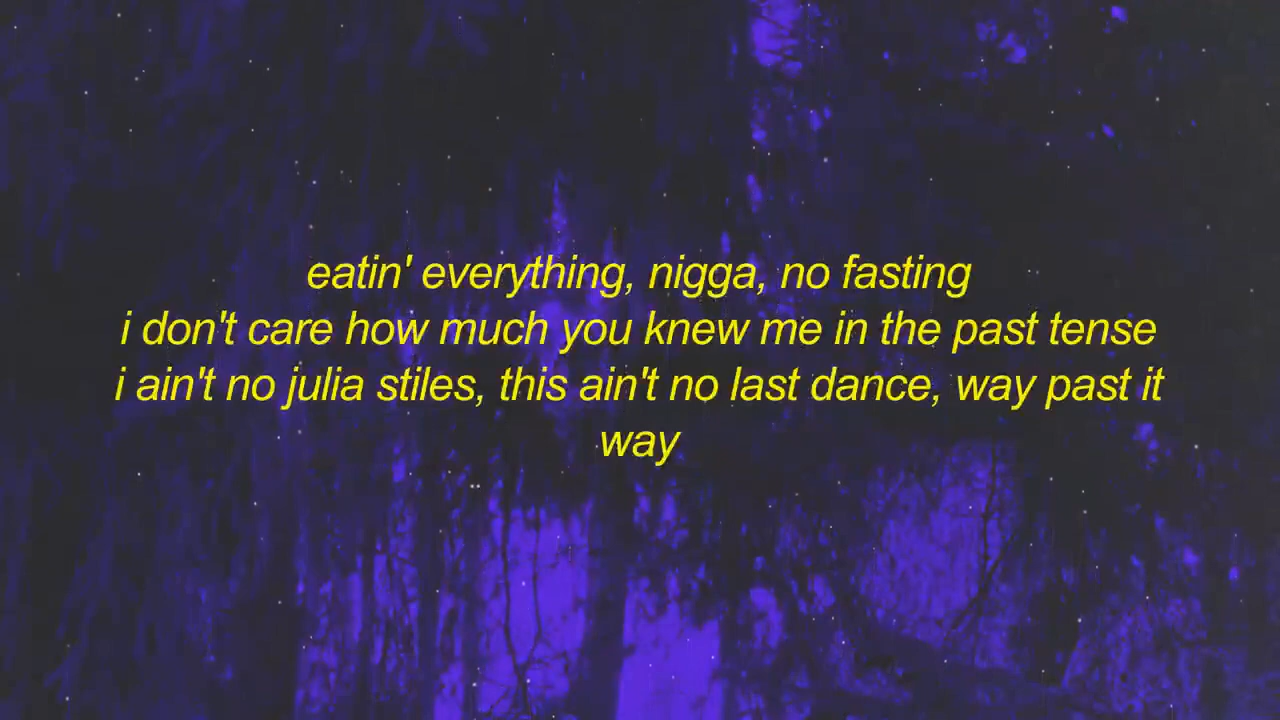 eatin' everything, nigga, no fasting
i don't care how much you knew me in the past tense
i ain't no julia stiles, this ain't no last dance, way past it
way